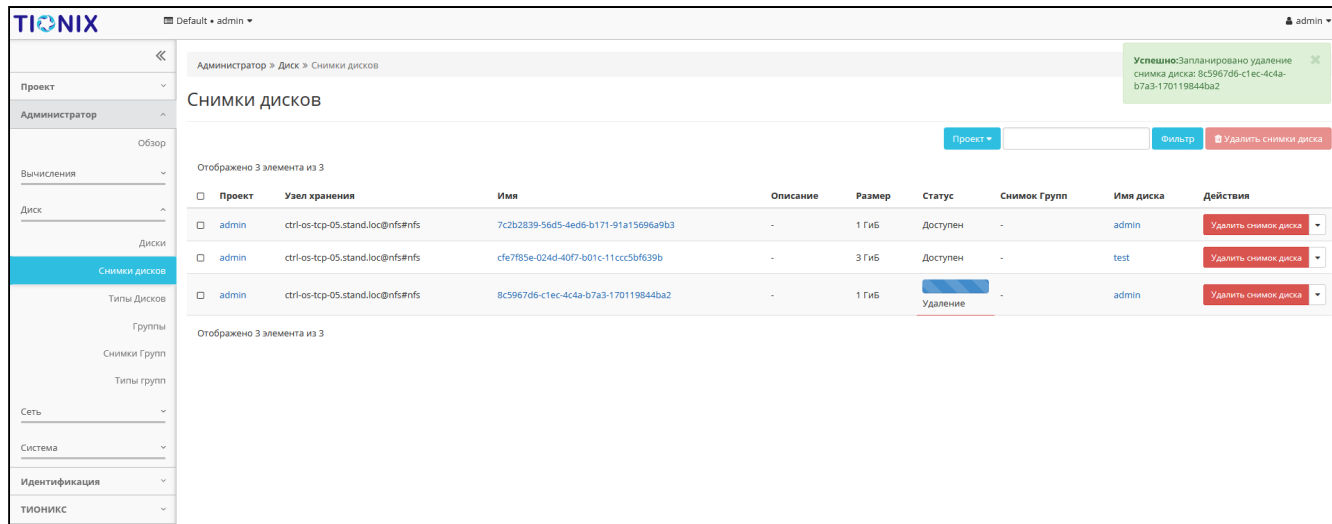 TIONIX
Default • admin
admin
Администратор » Диск » Снимки дисков
Успешно:Запланировано удаление
снимка диска: 8c5967d6-c1ec-4c4a-
b7a3-170119844ba2
Проект
Администратор
Обзор
Вычисления
Диск
Диски
Снимки дисков
Типы Дисков
Группы
Снимки Групп
Типы групп
Сеть
Система
Идентификация
ТИОНИКС
Снимки дисков
Проект Фильтр Удалить снимки диска
Отображено 3 элемента из 3
Проект Узел хранения Имя Описание Размер Статус Снимок Групп Имя диска Действия
admin ctrl-os-tcp-05.stand.loc@nfs#nfs 7c2b2839-56d5-4ed6-b171-91a15696a9b3 - 1 ГиБ Доступен - admin Удалить снимок диска
admin ctrl-os-tcp-05.stand.loc@nfs#nfs cfe7f85e-024d-40f7-b01c-11ccc5bf639b - 3 ГиБ Доступен - test Удалить снимок диска
admin ctrl-os-tcp-05.stand.loc@nfs#nfs 8c5967d6-c1ec-4c4a-b7a3-170119844ba2 - 1 ГиБ Удаление - admin Удалить снимок диска
Отображено 3 элемента из 3